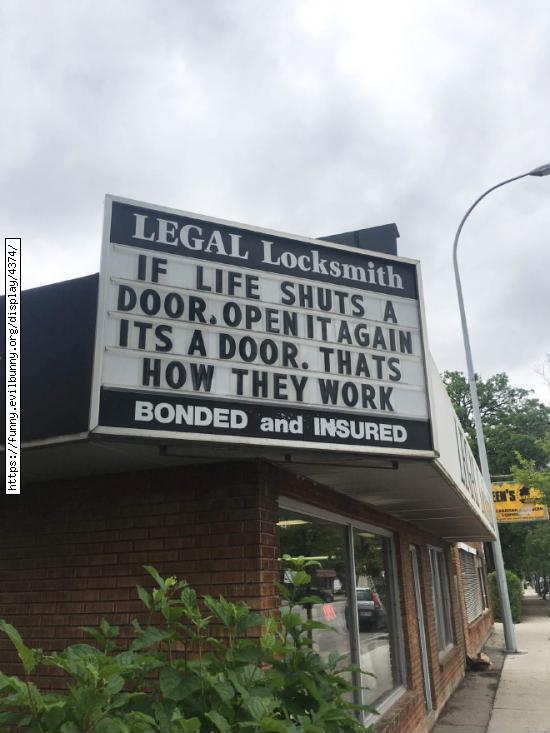 LEGAL Locksmith
IF LIFE SHUTS A
DOOR.OPEN IT AGAIN
ITS A DOOR. THATS
HOW THEY WORK
BONDED and INSURED
EEN'S
https://funny.evilbunny.org/display/4374/